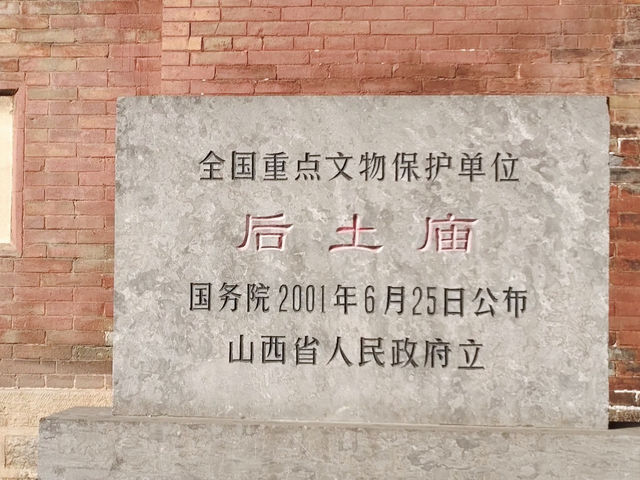 全国重点文物保护单位
后土庙
国务院2001年6月25日公布
山西省人民政府立